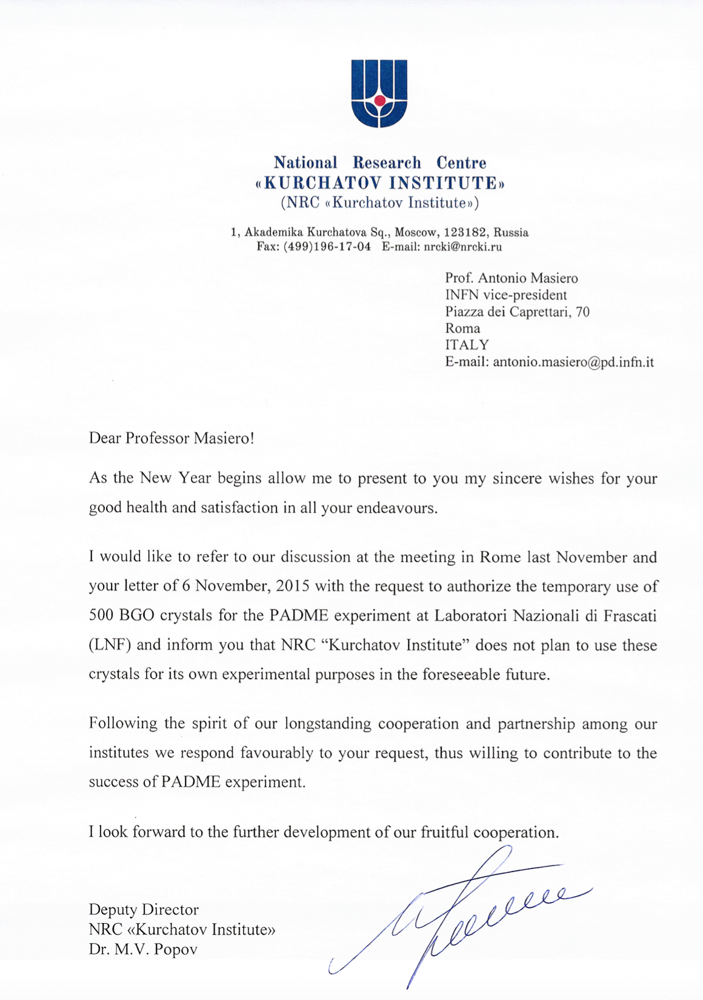 National Research Centre
«KURCHATOV INSTITUTE»
(NRC «Kurchatov Institute»)
1, Akademika Kurchatova Sq., Moscow, 123182, Russia
Fax: (499)196-17-04 E-mail: nrcki@nrcki.ru
Prof. Antonio Masiero
INFN vice-president
Piazza dei Caprettari, 70
Roma
ITALY
E-mail: antonio.masiero@pd.infn.it
Dear Professor Masiero!
As the New Year begins allow me to present to you my sincere wishes for your
good health and satisfaction in all your endeavours.
I would like to refer to our discussion at the meeting in Rome last November and
your letter of 6 November, 2015 with the request to authorize the temporary use of
500 BGO crystals for the PADME experiment at Laboratori Nazionali di Frascati
(LNF) and inform you that NRC “Kurchatov Institute” does not plan to use these
crystals for its own experimental purposes in the foreseeable future.
Following the spirit of our longstanding cooperation and partnership among our
institutes we respond favourably to your request, thus willing to contribute to the
success of PADME experiment.
I look forward to the further development of our fruitful cooperation.
Deputy Director
NRC «Kurchatov Institute»
Dr. M.V. Popov